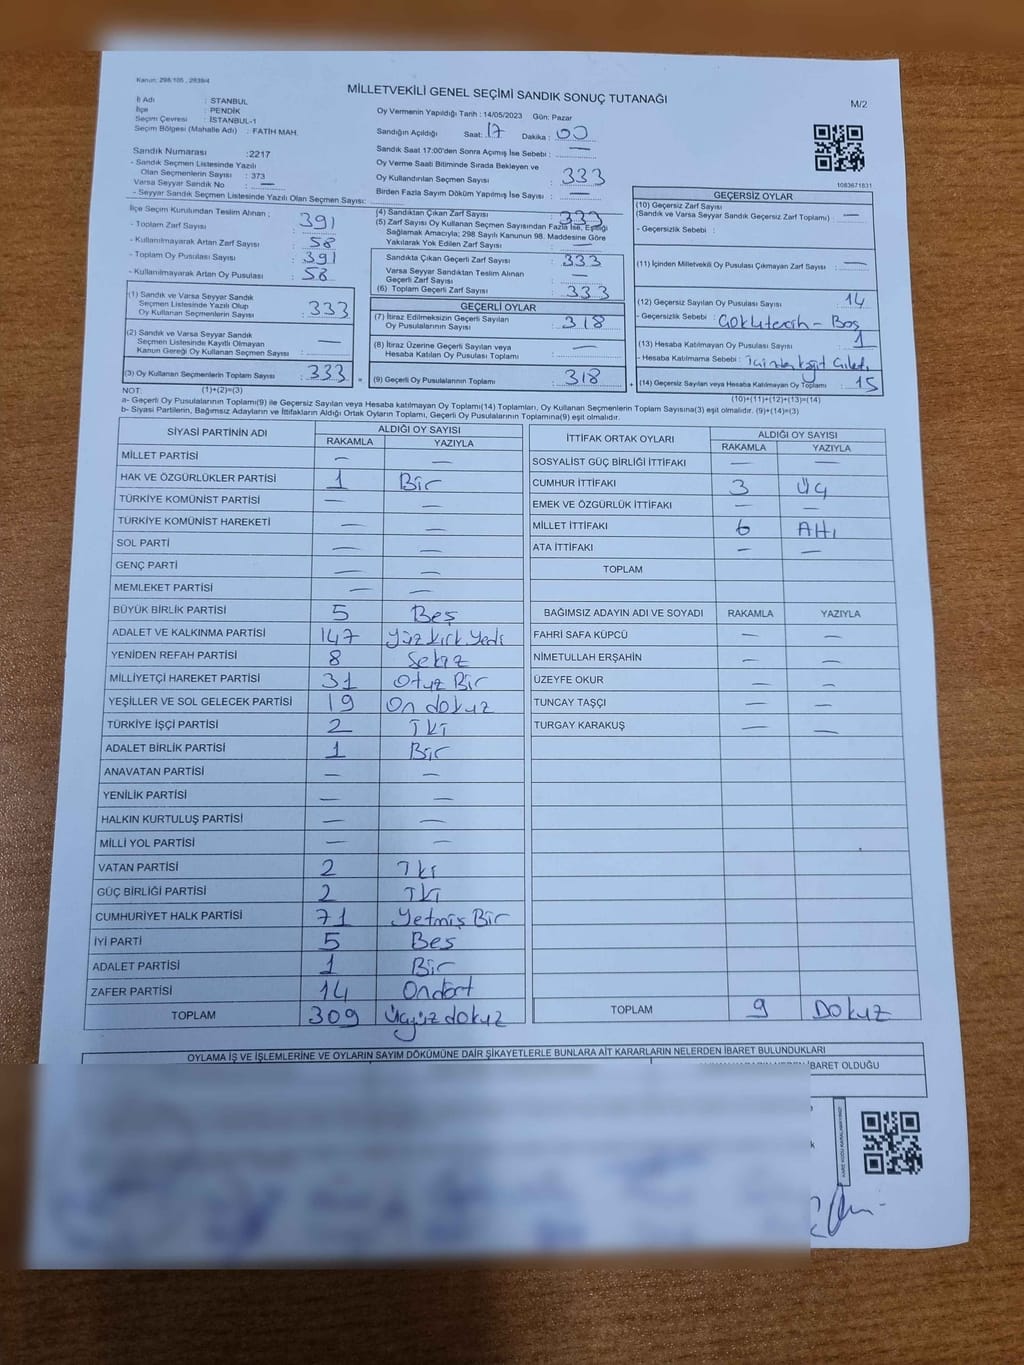 Kanun: 298/105 , 2839/4
MİLLETVEKİLİ GENEL SEÇİMİ SANDIK SONUÇ TUTANAĞI
M/2
İl Adı : İSTANBUL
İlçe : PENDİK
Seçim Çevresi : İSTANBUL-1
Seçim Bölgesi (Mahalle Adı) : FATİH MAH.
Oy Vermenin Yapıldığı Tarih : 14/05/2023 Gün: Pazar
Sandığın Açıldığı Saat: 17 Dakika : 00
Sandık Saat 17:00'den Sonra Açılmış İse Sebebi : —
Oy Verme Saati Bitiminde Sırada Bekleyen ve
Oy Kullandırılan Seçmen Sayısı : 333
Birden Fazla Sayım Döküm Yapılmış İse Sayısı : —
1083671831
Sandık Numarası :2217
- Sandık Seçmen Listesinde Yazılı
Olan Seçmenlerin Sayısı : 373
Varsa Seyyar Sandık No : —
- Seyyar Sandık Seçmen Listesinde Yazılı Olan Seçmen Sayısı:
İlçe Seçim Kurulundan Teslim Alınan ;
- Toplam Zarf Sayısı : 391
- Kullanılmayarak Artan Zarf Sayısı : 58
- Toplam Oy Pusulası Sayısı : 391
- Kullanılmayarak Artan Oy Pusulası : 58
(1) Sandık ve Varsa Seyyar Sandık
Seçmen Listesinde Yazılı Olup
Oy Kullanan Seçmenlerin Sayısı : 333
(2) Sandık ve Varsa Seyyar Sandık
Seçmen Listesinde Kayıtlı Olmayan
Kanun Gereği Oy Kullanan Seçmen Sayısı : —
(3) Oy Kullanan Seçmenlerin Toplam Sayısı : 333 =
(1)+(2)=(3)
(4) Sandıktan Çıkan Zarf Sayısı : 333
(5) Zarf Sayısı Oy Kullanan Seçmen Sayısından Fazla İse, Eşitliği
Sağlamak Amacıyla; 298 Sayılı Kanunun 98. Maddesine Göre
Yakılarak Yok Edilen Zarf Sayısı : —
Sandıkta Çıkan Geçerli Zarf Sayısı : 333
Varsa Seyyar Sandıktan Teslim Alınan
Geçerli Zarf Sayısı : —
(6) Toplam Geçerli Zarf Sayısı : 333
GEÇERLİ OYLAR
(7) İtiraz Edilmeksizin Geçerli Sayılan
Oy Pusulalarının Sayısı : 318
(8) İtiraz Üzerine Geçerli Sayılan veya
Hesaba Katılan Oy Pusulası Toplamı : —
(9) Geçerli Oy Pusulalarının Toplamı : 318 +
GEÇERSİZ OYLAR
(10) Geçersiz Zarf Sayısı
(Sandık ve Varsa Seyyar Sandık Geçersiz Zarf Toplamı) : —
- Geçersizlik Sebebi :
(11) İçinden Milletvekili Oy Pusulası Çıkmayan Zarf Sayısı : —
(12) Geçersiz Sayılan Oy Pusulası Sayısı : 14
- Geçersizlik Sebebi : Çoklu tercih - Boş
(13) Hesaba Katılmayan Oy Pusulası Sayısı : 1
- Hesaba Katılmama Sebebi :
(14) Geçersiz Sayılan veya Hesaba Katılmayan Oy Toplamı : 15
(10)+(11)+(12)+(13)=(14)
NOT:
a- Geçerli Oy Pusulalarının Toplamı(9) ile Geçersiz Sayılan veya Hesaba katılmayan Oy Toplamı(14) Toplamları, Oy Kullanan Seçmenlerin Toplam Sayısına(3) eşit olmalıdır. (9)+(14)=(3)
b- Siyasi Partilerin, Bağımsız Adayların ve İttifakların Aldığı Ortak Oyların Toplamı, Geçerli Oy Pusulalarının Toplamına(9) eşit olmalıdır.
SİYASİ PARTİNİN ADI ALDIĞI OY SAYISI
RAKAMLA YAZIYLA
MİLLET PARTİSİ — —
HAK VE ÖZGÜRLÜKLER PARTİSİ 1 Bir
TÜRKİYE KOMÜNİST PARTİSİ — —
TÜRKİYE KOMÜNİST HAREKETİ — —
SOL PARTİ — —
GENÇ PARTİ — —
MEMLEKET PARTİSİ — —
BÜYÜK BİRLİK PARTİSİ 5 Beş
ADALET VE KALKINMA PARTİSİ 147 Yüz kırk Yedi
YENİDEN REFAH PARTİSİ 8 Sekiz
MİLLİYETÇİ HAREKET PARTİSİ 31 Otuz Bir
YEŞİLLER VE SOL GELECEK PARTİSİ 19 On dokuz
TÜRKİYE İŞÇİ PARTİSİ 2 İki
ADALET BİRLİK PARTİSİ 1 Bir
ANAVATAN PARTİSİ — —
YENİLİK PARTİSİ — —
HALKIN KURTULUŞ PARTİSİ — —
MİLLİ YOL PARTİSİ — —
VATAN PARTİSİ 2 İki
GÜÇ BİRLİĞİ PARTİSİ 2 İki
CUMHURİYET HALK PARTİSİ 71 Yetmiş Bir
İYİ PARTİ 5 Beş
ADALET PARTİSİ 1 Bir
ZAFER PARTİSİ 14 Ondört
TOPLAM 309 Üçyüz dokuz
İTTİFAK ORTAK OYLARI ALDIĞI OY SAYISI
RAKAMLA YAZIYLA
SOSYALİST GÜÇ BİRLİĞİ İTTİFAKI — —
CUMHUR İTTİFAKI 3 Üç
EMEK VE ÖZGÜRLÜK İTTİFAKI — —
MİLLET İTTİFAKI 6 Altı
ATA İTTİFAKI — —
TOPLAM
BAĞIMSIZ ADAYIN ADI VE SOYADI RAKAMLA YAZIYLA
FAHRİ SAFA KÜPCÜ — —
NİMETULLAH ERŞAHİN — —
ÜZEYFE OKUR — —
TUNCAY TAŞÇI — —
TURGAY KARAKUŞ — —
TOPLAM 9 Dokuz
OYLAMA İŞ VE İŞLEMLERİNE VE OYLARIN SAYIM DÖKÜMÜNE DAİR ŞİKAYETLERLE BUNLARA AİT KARARLARIN NELERDEN İBARET BULUNDUKLARI
İBARET OLDUĞU